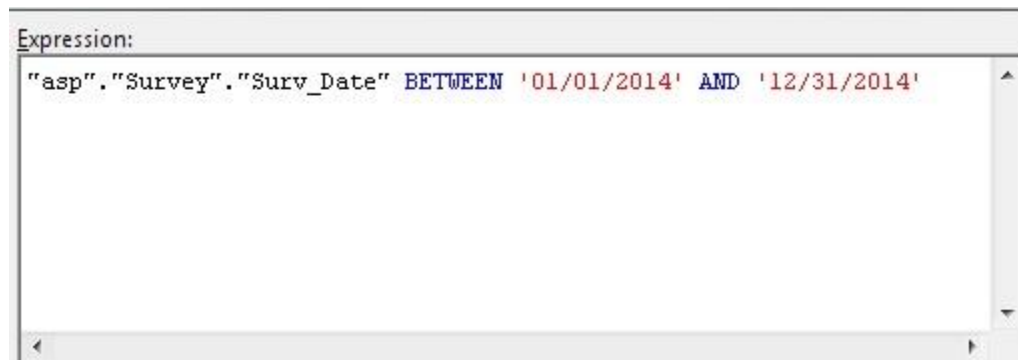 Expression:
"asp"."Survey"."Surv_Date" BETWEEN '01/01/2014' AND '12/31/2014'